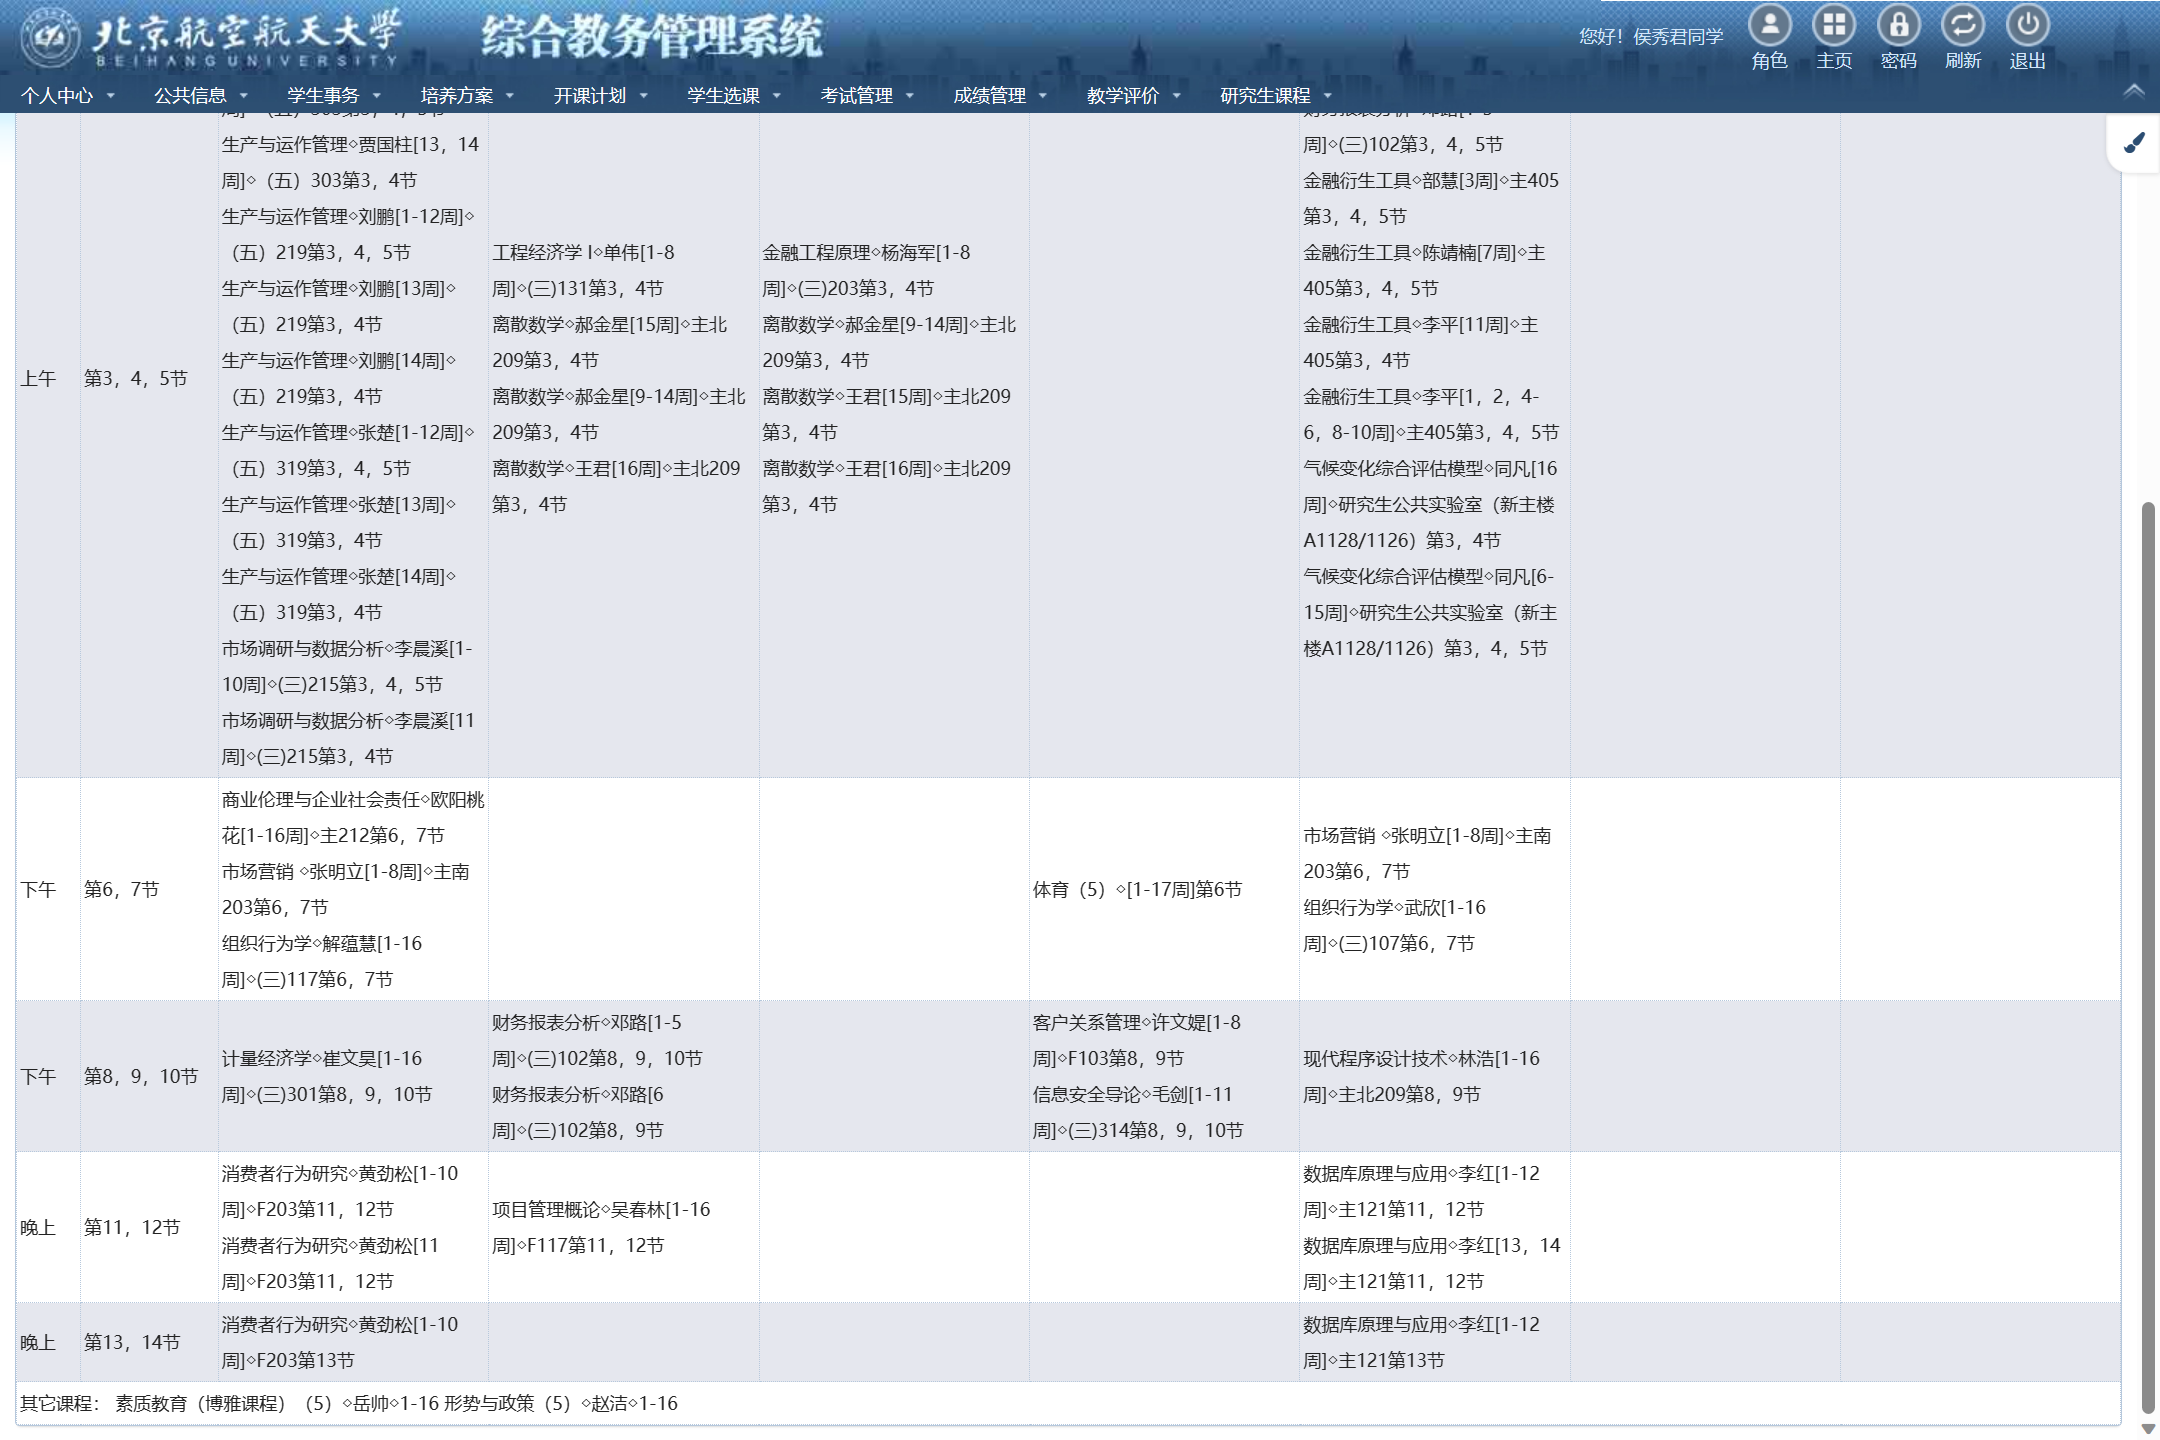 北京航空航天大学
BEIHANG UNIVERSITY
综合教务管理系统
您好！侯秀君同学
角色
主页
密码
刷新
退出
个人中心
公共信息
学生事务
培养方案
开课计划
学生选课
考试管理
成绩管理
教学评价
研究生课程
上午
第3，4，5节
生产与运作管理◇贾国柱[13，14
周]◇（五）303第3，4节
生产与运作管理◇刘鹏[1-12周]◇
（五）219第3，4，5节
生产与运作管理◇刘鹏[13周]◇
（五）219第3，4节
生产与运作管理◇刘鹏[14周]◇
（五）219第3，4节
生产与运作管理◇张楚[1-12周]◇
（五）319第3，4，5节
生产与运作管理◇张楚[13周]◇
（五）319第3，4节
生产与运作管理◇张楚[14周]◇
（五）319第3，4节
市场调研与数据分析◇李晨溪[1-
10周]◇(三)215第3，4，5节
市场调研与数据分析◇李晨溪[11
周]◇(三)215第3，4节
工程经济学 I◇单伟[1-8
周]◇(三)131第3，4节
离散数学◇郝金星[15周]◇主北
209第3，4节
离散数学◇郝金星[9-14周]◇主北
209第3，4节
离散数学◇王君[16周]◇主北209
第3，4节
金融工程原理◇杨海军[1-8
周]◇(三)203第3，4节
离散数学◇郝金星[9-14周]◇主北
209第3，4节
离散数学◇王君[15周]◇主北209
第3，4节
离散数学◇王君[16周]◇主北209
第3，4节
周]◇(三)102第3，4，5节
金融衍生工具◇部慧[3周]◇主405
第3，4，5节
金融衍生工具◇陈靖楠[7周]◇主
405第3，4，5节
金融衍生工具◇李平[11周]◇主
405第3，4节
金融衍生工具◇李平[1，2，4-
6，8-10周]◇主405第3，4，5节
气候变化综合评估模型◇同凡[16
周]◇研究生公共实验室（新主楼
A1128/1126）第3，4节
气候变化综合评估模型◇同凡[6-
15周]◇研究生公共实验室（新主
楼A1128/1126）第3，4，5节
下午
第6，7节
商业伦理与企业社会责任◇欧阳桃
花[1-16周]◇主212第6，7节
市场营销 ◇张明立[1-8周]◇主南
203第6，7节
组织行为学◇解蕴慧[1-16
周]◇(三)117第6，7节
体育（5）◇[1-17周]第6节
市场营销 ◇张明立[1-8周]◇主南
203第6，7节
组织行为学◇武欣[1-16
周]◇(三)107第6，7节
下午
第8，9，10节
计量经济学◇崔文昊[1-16
周]◇(三)301第8，9，10节
财务报表分析◇邓路[1-5
周]◇(三)102第8，9，10节
财务报表分析◇邓路[6
周]◇(三)102第8，9节
客户关系管理◇许文媞[1-8
周]◇F103第8，9节
信息安全导论◇毛剑[1-11
周]◇(三)314第8，9，10节
现代程序设计技术◇林浩[1-16
周]◇主北209第8，9节
晚上
第11，12节
消费者行为研究◇黄劲松[1-10
周]◇F203第11，12节
消费者行为研究◇黄劲松[11
周]◇F203第11，12节
项目管理概论◇吴春林[1-16
周]◇F117第11，12节
数据库原理与应用◇李红[1-12
周]◇主121第11，12节
数据库原理与应用◇李红[13，14
周]◇主121第11，12节
晚上
第13，14节
消费者行为研究◇黄劲松[1-10
周]◇F203第13节
数据库原理与应用◇李红[1-12
周]◇主121第13节
其它课程： 素质教育（博雅课程）（5）◇岳帅◇1-16 形势与政策（5）◇赵洁◇1-16